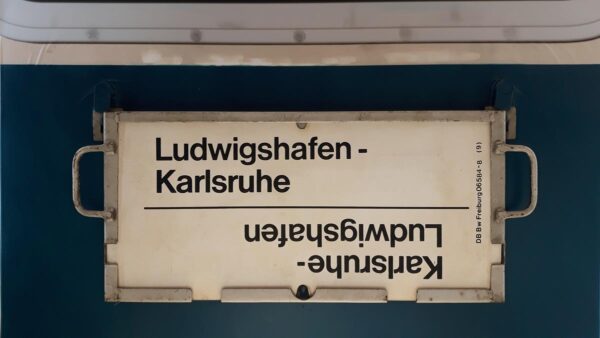 Ludwigshafen -
Karlsruhe
Karlsruhe-
Ludwigshafen
DB Bw Freiburg 06584-8 (9)